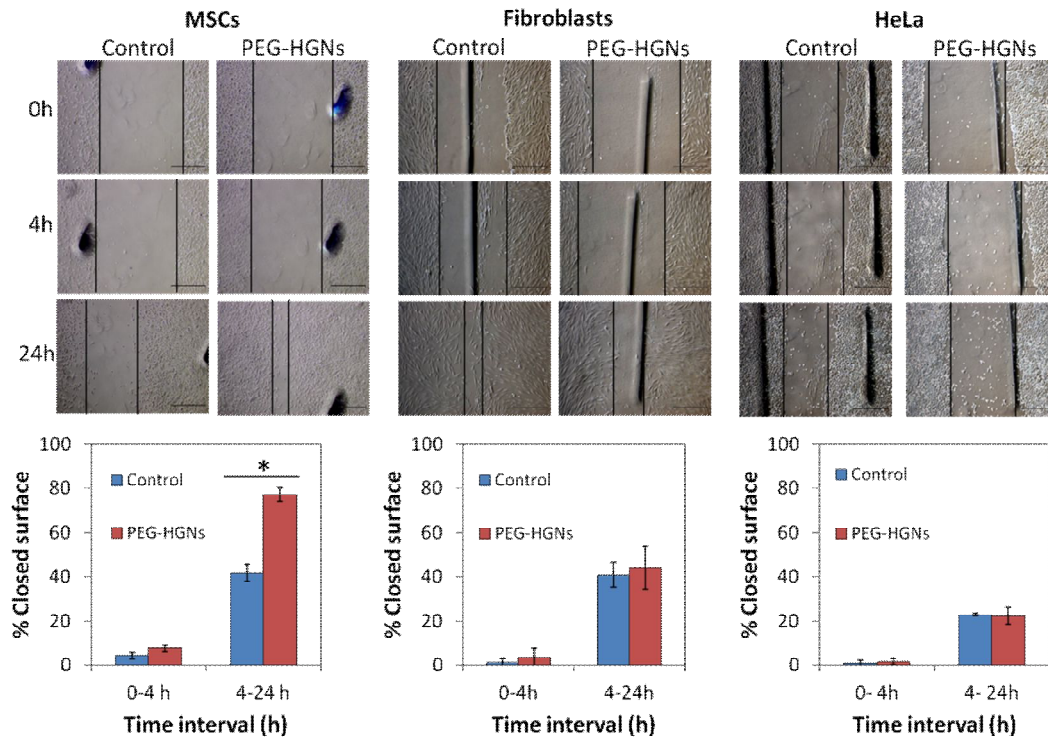 MSCs Fibroblasts HeLa
Control PEG-HGNs Control PEG-HGNs Control PEG-HGNs
0h
4h
24h
% Closed surface
100
80
60
40
20
0
*
Control
PEG-HGNs
0-4 h 4-24 h
Time interval (h)
% Closed surface
100
80
60
40
20
0
Control
PEG-HGNs
0-4h 4-24 h
Time interval (h)
% Closed surface
100
80
60
40
20
0
Control
PEG-HGNs
0- 4h 4- 24h
Time interval (h)